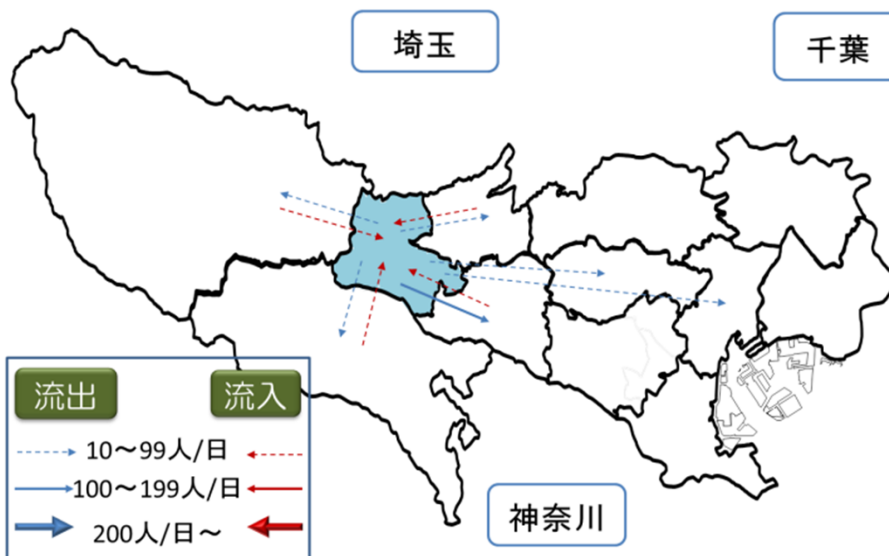 埼玉
千葉
流出
流入
10～99人/日
100～199人/日
200人/日～
神奈川